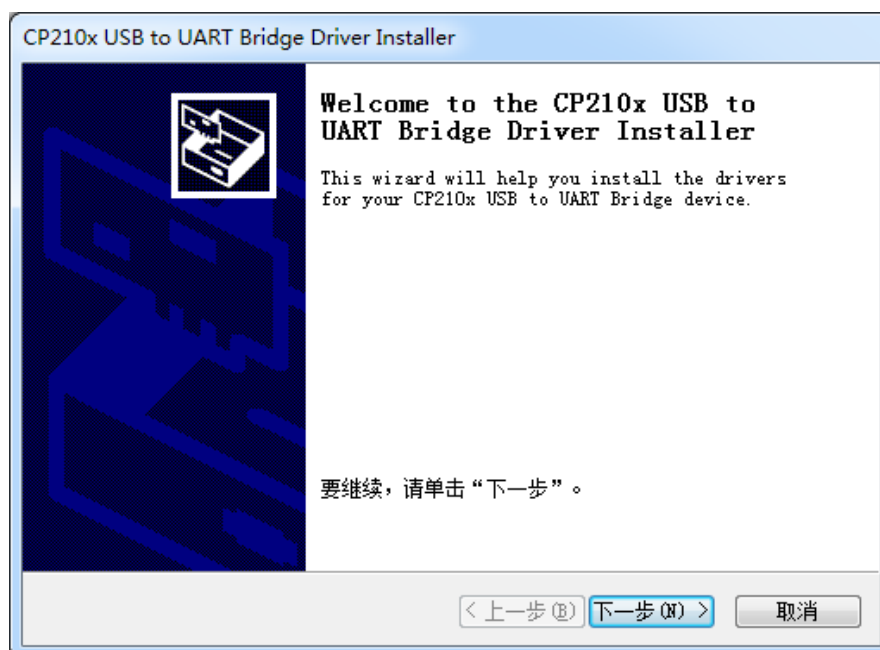 CP210x USB to UART Bridge Driver Installer
Welcome to the CP210x USB to
UART Bridge Driver Installer
This wizard will help you install the drivers
for your CP210x USB to UART Bridge device.
要继续，请单击“下一步”。
< 上一步(B) 下一步(N) > 取消